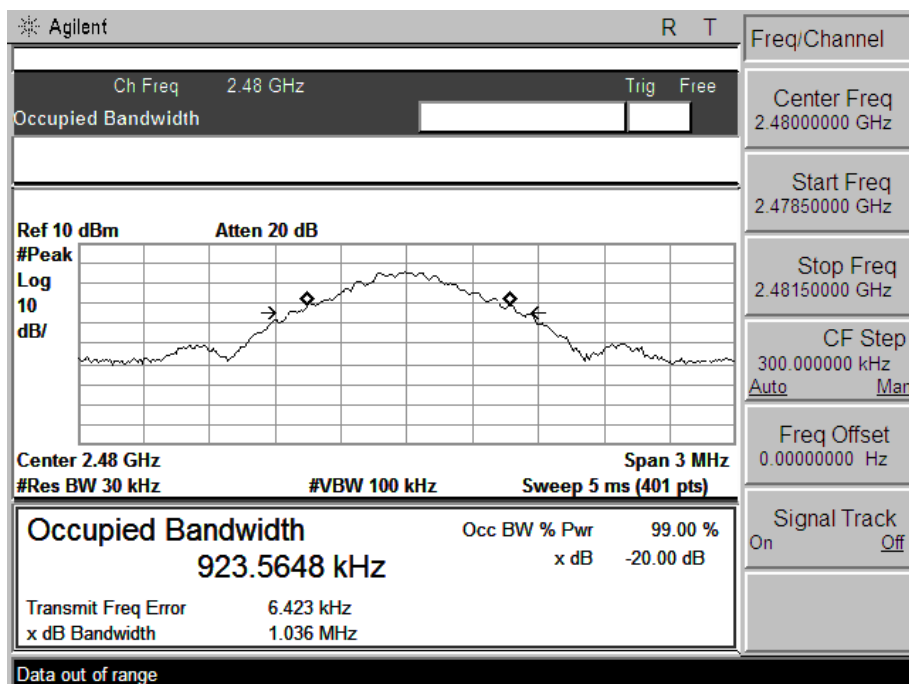 Agilent R T
Freq/Channel
Ch Freq 2.48 GHz Trig Free
Occupied Bandwidth
Center Freq
2.48000000 GHz
Start Freq
2.47850000 GHz
Stop Freq
2.48150000 GHz
CF Step
300.000000 kHz
Auto Man
Freq Offset
0.00000000 Hz
Signal Track
On Off
Ref 10 dBm Atten 20 dB
#Peak
Log
10
dB/
Center 2.48 GHz Span 3 MHz
#Res BW 30 kHz #VBW 100 kHz Sweep 5 ms (401 pts)
Occupied Bandwidth Occ BW % Pwr 99.00 %
923.5648 kHz x dB -20.00 dB
Transmit Freq Error 6.423 kHz
x dB Bandwidth 1.036 MHz
Data out of range